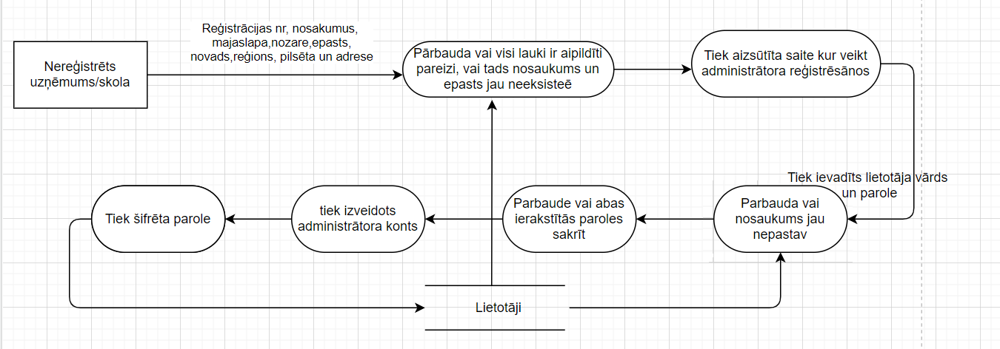 Reģistrācijas nr, nosakumus,
majaslapa,nozare,epasts,
novads,reģions, pilsēta un adrese
Nereģistrēts
uzņēmums/skola
Pārbauda vai visi lauki ir aipildīti
pareizi, vai tads nosaukums un
epasts jau neeksisteē
Tiek aizsūtīta saite kur veikt
administrātora reģistrēsānos
Tiek ievadīts lietotāja vārds
un parole
Parbauda vai
nosaukums jau
nepastav
Parbaude vai abas
ierakstītās paroles
sakrīt
tiek izveidots
administrātora konts
Tiek šifrēta parole
Lietotāji